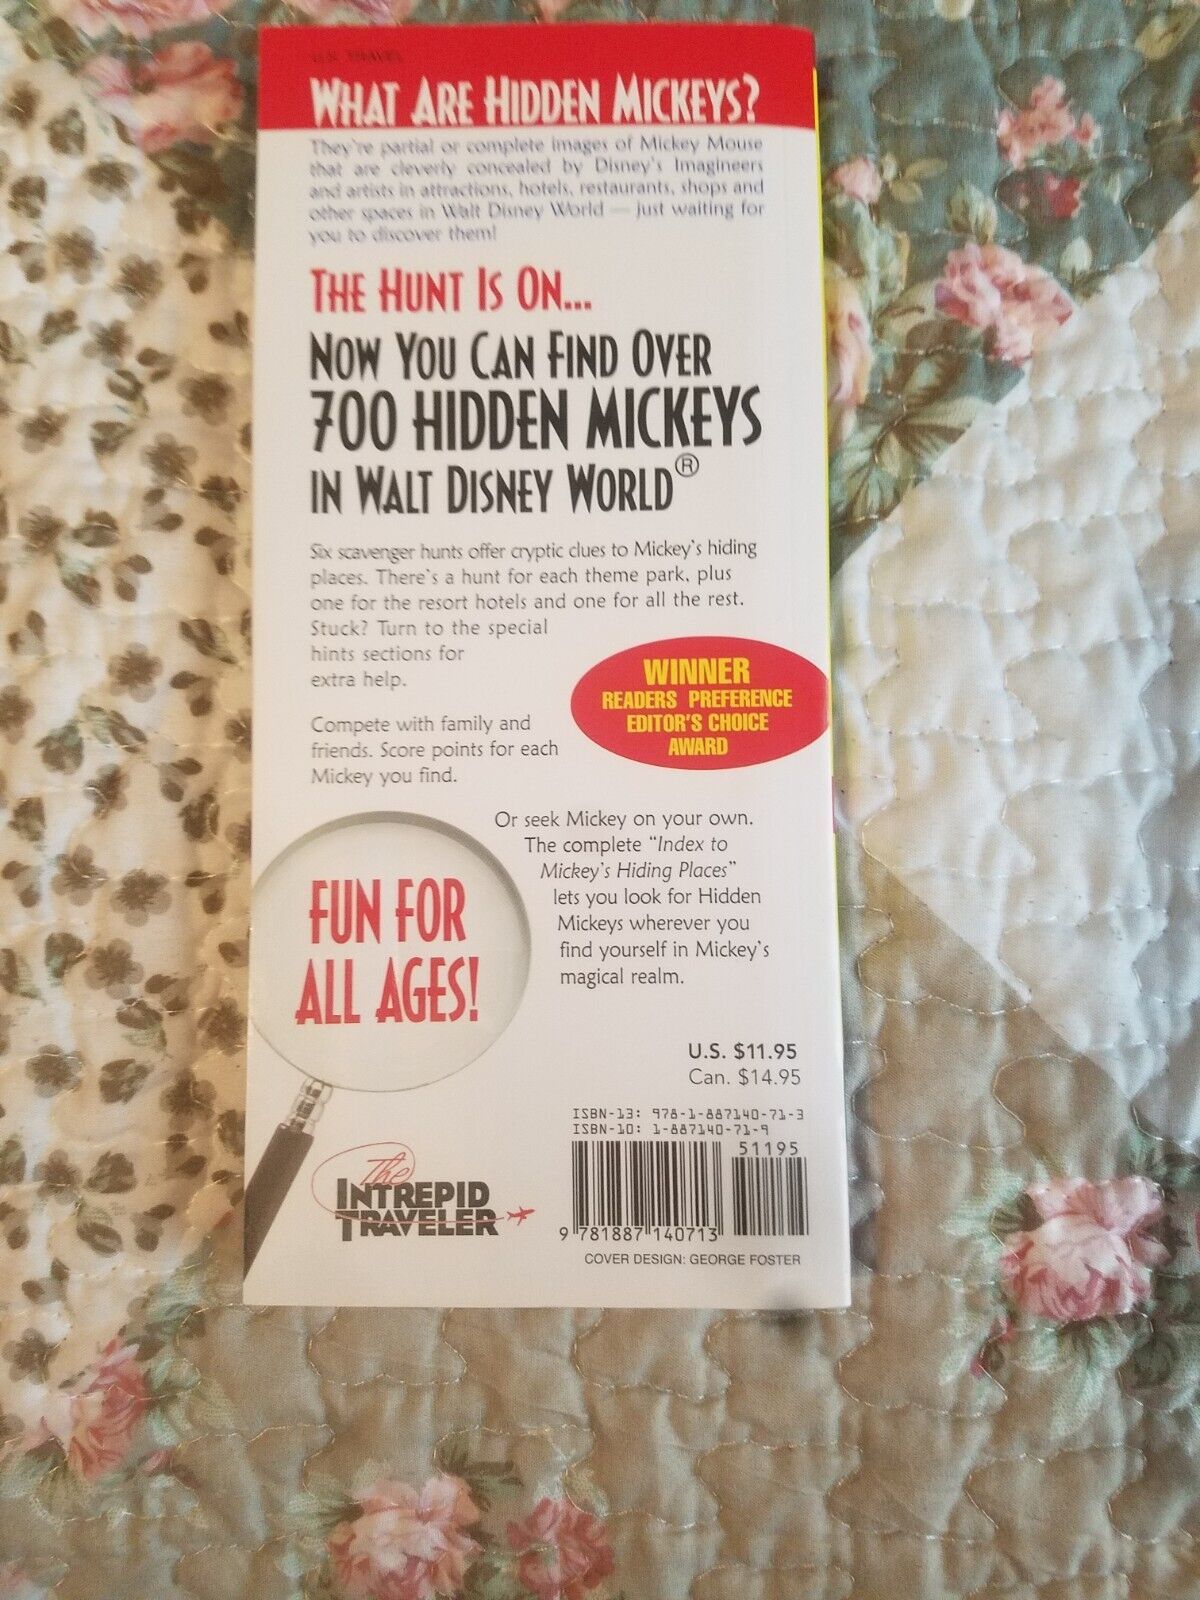 U.S. TRAVEL
WHAT ARE HIDDEN MICKEYS?
They're partial or complete images of Mickey Mouse
that are cleverly concealed by Disney's Imagineers
and artists in attractions, hotels, restaurants, shops and
other spaces in Walt Disney World — just waiting for
you to discover them!
THE HUNT IS ON...
NOW YOU CAN FIND OVER
700 HIDDEN MICKEYS
IN WALT DISNEY WORLD®
Six scavenger hunts offer cryptic clues to Mickey's hiding
places. There's a hunt for each theme park, plus
one for the resort hotels and one for all the rest.
Stuck? Turn to the special
hints sections for
extra help.
WINNER
READERS PREFERENCE
EDITOR'S CHOICE
AWARD
Compete with family and
friends. Score points for each
Mickey you find.
Or seek Mickey on your own.
The complete "Index to
Mickey's Hiding Places"
lets you look for Hidden
Mickeys wherever you
find yourself in Mickey's
magical realm.
FUN FOR
ALL AGES!
U.S. $11.95
Can. $14.95
ISBN-13: 978-1-887140-71-3
ISBN-10: 1-887140-71-9
51195
9 781887 140713
The
INTREPID
TRAVELER
COVER DESIGN: GEORGE FOSTER